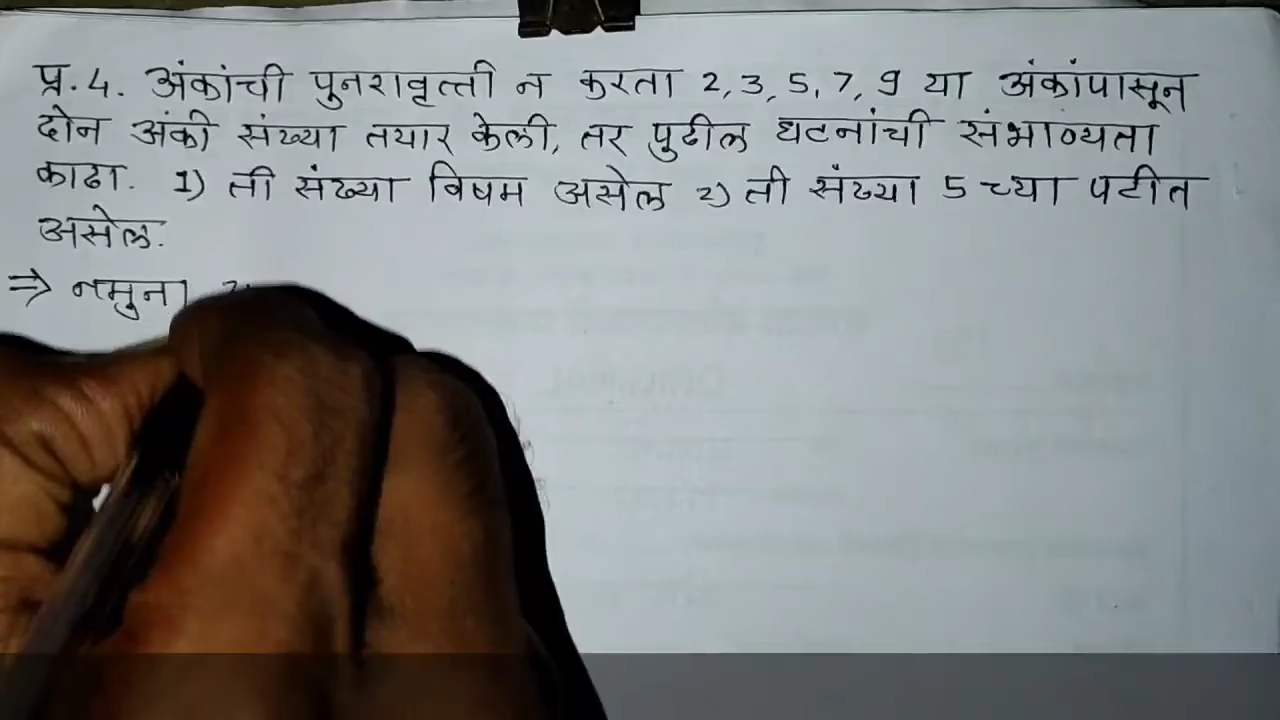 प्र.4. अंकांची पुनरावृत्ती न करता 2, 3, 5, 7, 9 या अंकांपासून
दोन अंकी संख्या तयार केली, तर पुढील घटनांची संभाव्यता
काढा. 1) ती संख्या विषम असेल 2) ती संख्या 5 च्या पटीत
असेल.
⇒ नमुना